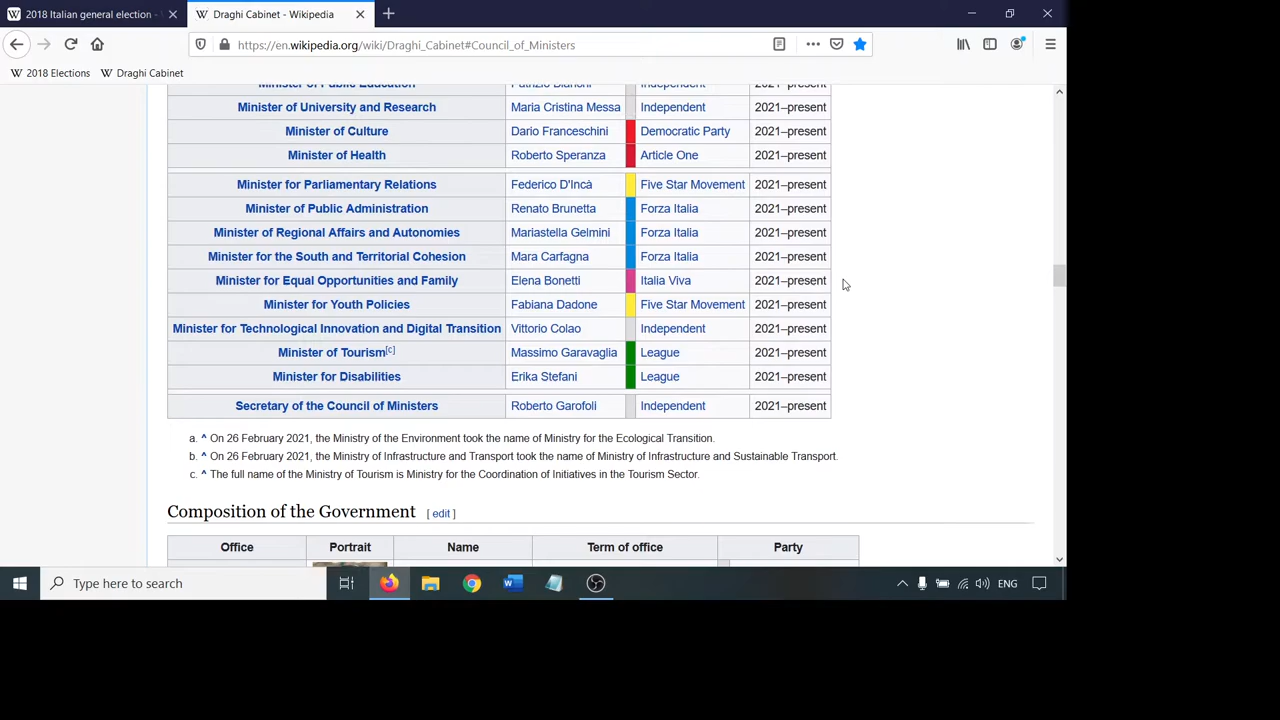 2018 Italian general election -
Draghi Cabinet - Wikipedia
https://en.wikipedia.org/wiki/Draghi_Cabinet#Council_of_Ministers
2018 Elections Draghi Cabinet
Minister of Public Education Patrizio Bianchi Independent 2021–present
Minister of University and Research Maria Cristina Messa Independent 2021–present
Minister of Culture Dario Franceschini Democratic Party 2021–present
Minister of Health Roberto Speranza Article One 2021–present
Minister for Parliamentary Relations Federico D'Incà Five Star Movement 2021–present
Minister of Public Administration Renato Brunetta Forza Italia 2021–present
Minister of Regional Affairs and Autonomies Mariastella Gelmini Forza Italia 2021–present
Minister for the South and Territorial Cohesion Mara Carfagna Forza Italia 2021–present
Minister for Equal Opportunities and Family Elena Bonetti Italia Viva 2021–present
Minister for Youth Policies Fabiana Dadone Five Star Movement 2021–present
Minister for Technological Innovation and Digital Transition Vittorio Colao Independent 2021–present
Minister of Tourism[c] Massimo Garavaglia League 2021–present
Minister for Disabilities Erika Stefani League 2021–present
Secretary of the Council of Ministers Roberto Garofoli Independent 2021–present
a. ^ On 26 February 2021, the Ministry of the Environment took the name of Ministry for the Ecological Transition.
b. ^ On 26 February 2021, the Ministry of Infrastructure and Transport took the name of Ministry of Infrastructure and Sustainable Transport.
c. ^ The full name of the Ministry of Tourism is Ministry for the Coordination of Initiatives in the Tourism Sector.
Composition of the Government [ edit ]
Office Portrait Name Term of office Party
Type here to search
ENG